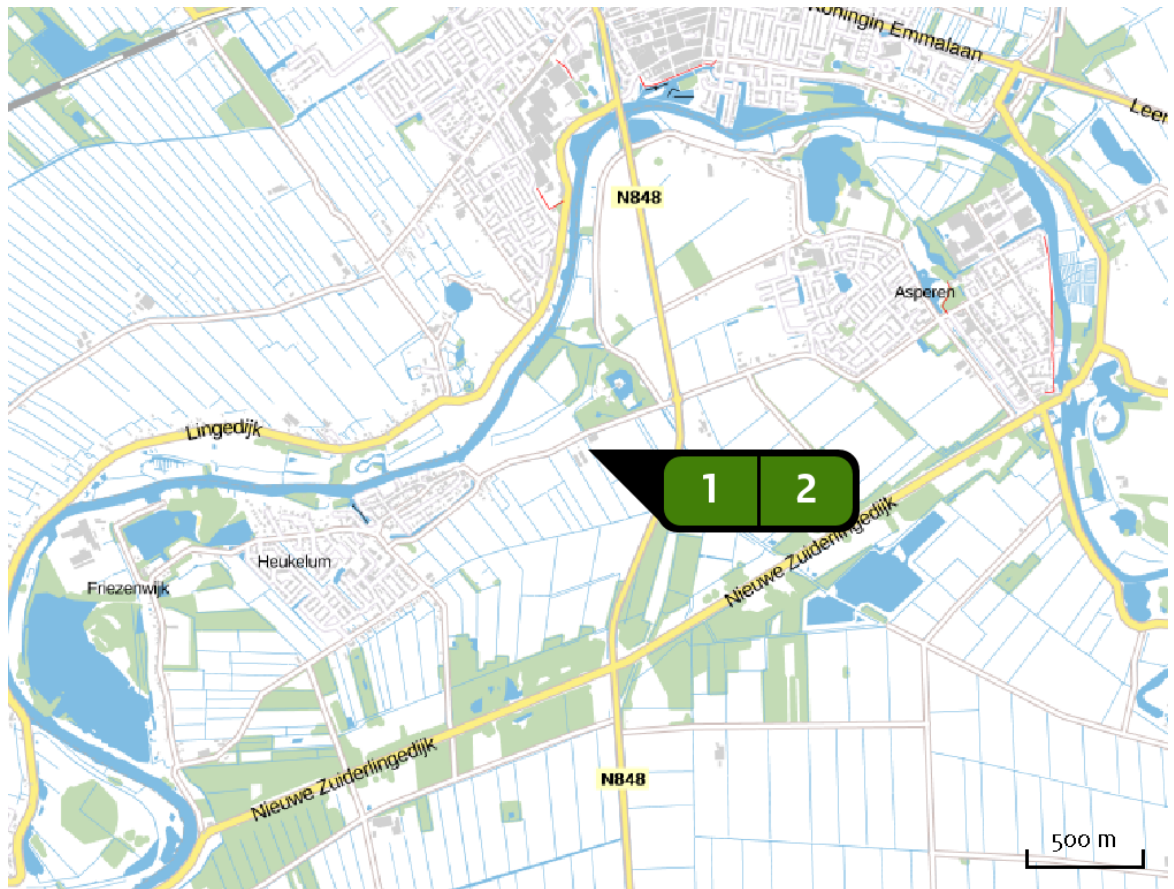 Koningin Emmalaan
Leer
N848
Asperen
Lingedijk
1 2
Nieuwe Zuiderlingedijk
Heukelum
Friezenwijk
Nieuwe Zuiderlingedijk
N848
500 m